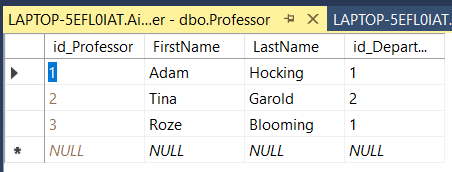 LAPTOP-5EFL0IAT.Ai...er - dbo.Professor LAPTOP-5EFL0IAT.
id_Professor FirstName LastName id_Depart...
1 Adam Hocking 1
2 Tina Garold 2
3 Roze Blooming 1
NULL NULL NULL NULL